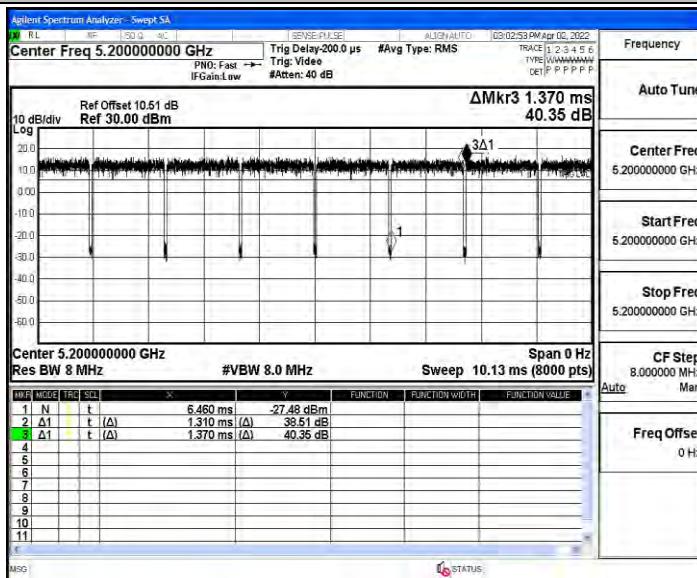 Agilent Spectrum Analyzer - Swept SA
RL RF 50 Ω AC SENSE:PULSE ALIGN AUTO 03:02:53 PM Apr 02, 2022
Center Freq 5.200000000 GHz Trig Delay-200.0 µs #Avg Type: RMS TRACE 1 2 3 4 5 6
PNO: Fast Trig: Video TYPE
IFGain:Low #Atten: 40 dB DET P P P P P P
Ref Offset 10.51 dB ΔMkr3 1.370 ms
10 dB/div Ref 30.00 dBm 40.35 dB
Log
20.0
10.0
0.00
-10.0
-20.0
-30.0
-40.0
-50.0
-60.0
3Δ1
1
Center 5.200000000 GHz Span 0 Hz
Res BW 8 MHz #VBW 8.0 MHz Sweep 10.13 ms (8000 pts)
MKR MODE TRC SCL X Y FUNCTION FUNCTION WIDTH FUNCTION VALUE
1 N t 6.460 ms -27.48 dBm
2 Δ1 t (Δ) 1.310 ms (Δ) 38.51 dB
3 Δ1 t (Δ) 1.370 ms (Δ) 40.35 dB
4
5
6
7
8
9
10
11
MSG STATUS
Frequency
Auto Tune
Center Freq
5.200000000 GHz
Start Freq
5.200000000 GHz
Stop Freq
5.200000000 GHz
CF Step
8.000000 MHz
Auto Man
Freq Offset
0 Hz